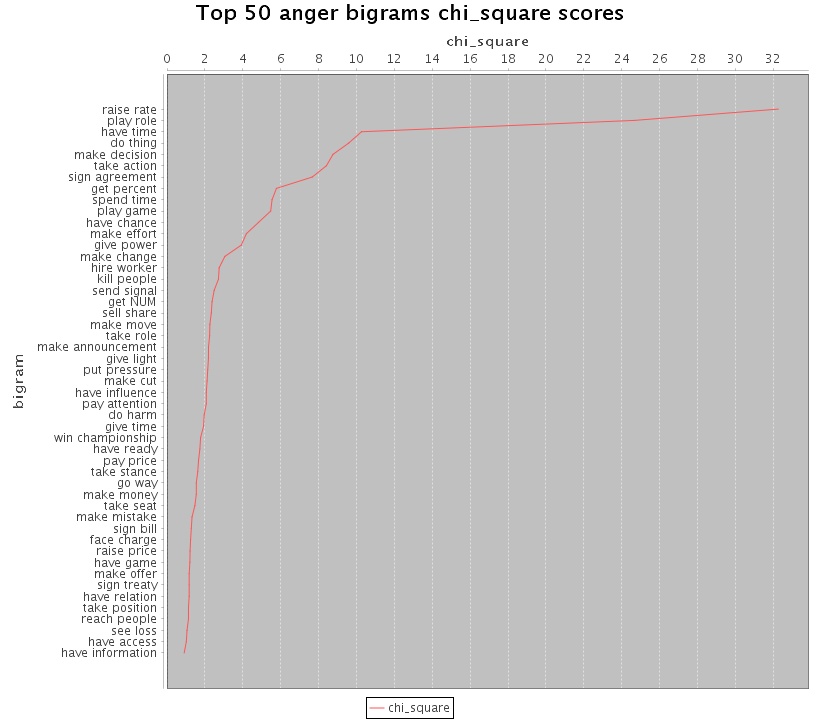 Top 50 anger bigrams chi_square scores
chi_square
0 2 4 6 8 10 12 14 16 18 20 22 24 26 28 30 32
bigram
raise rate
play role
have time
do thing
make decision
take action
sign agreement
get percent
spend time
play game
have chance
make effort
give power
make change
hire worker
kill people
send signal
get NUM
sell share
make move
take role
make announcement
give light
put pressure
make cut
have influence
pay attention
do harm
give time
win championship
have ready
pay price
take stance
go way
make money
take seat
make mistake
sign bill
face charge
raise price
have game
make offer
sign treaty
have relation
take position
reach people
see loss
have access
have information
chi_square